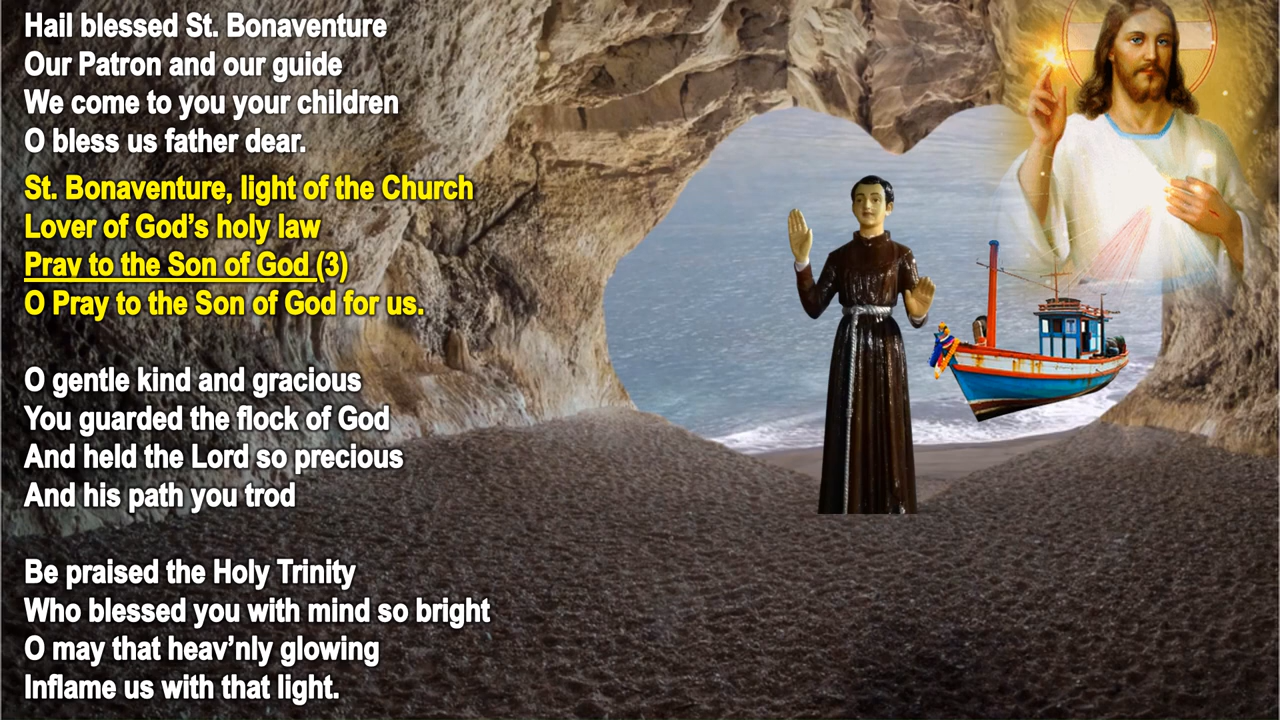 Hail blessed St. Bonaventure
Our Patron and our guide
We come to you your children
O bless us father dear.
St. Bonaventure, light of the Church
Lover of God’s holy law
Pray to the Son of God (3)
O Pray to the Son of God for us.
O gentle kind and gracious
You guarded the flock of God
And held the Lord so precious
And his path you trod
Be praised the Holy Trinity
Who blessed you with mind so bright
O may that heav’nly glowing
Inflame us with that light.